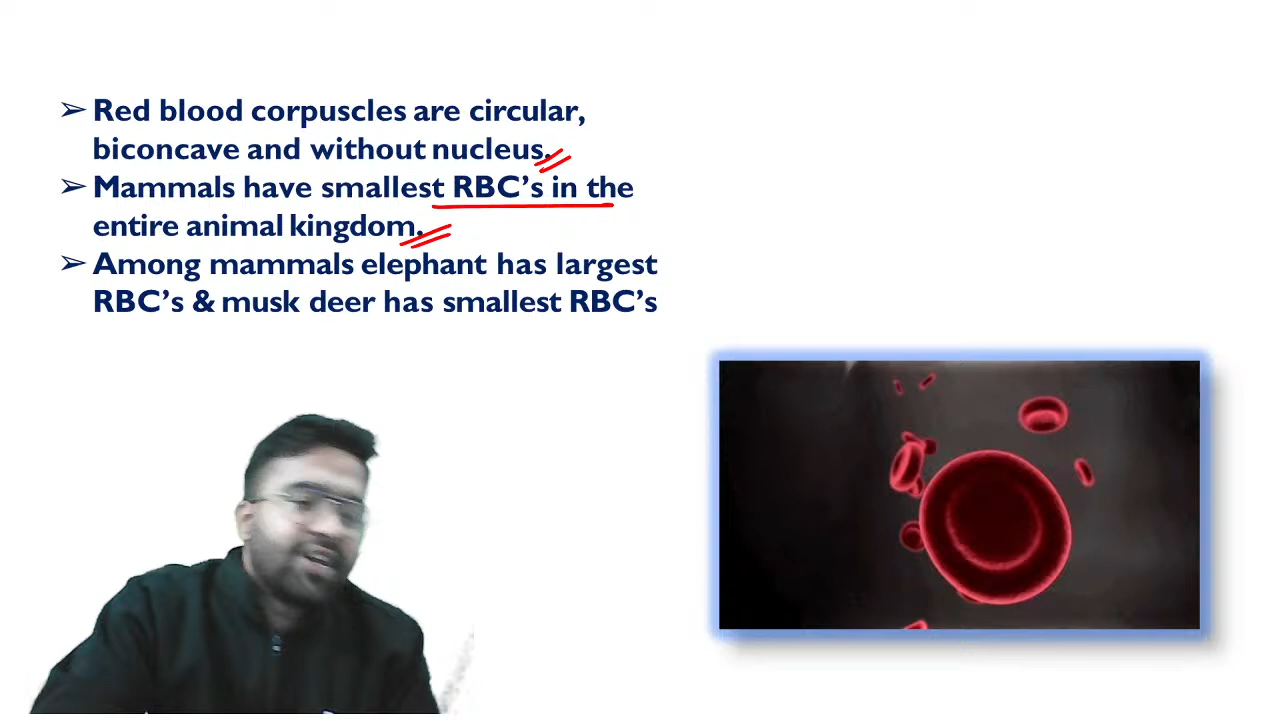 ➢ Red blood corpuscles are circular,
biconcave and without nucleus.
➢ Mammals have smallest RBC’s in the
entire animal kingdom.
➢ Among mammals elephant has largest
RBC’s & musk deer has smallest RBC’s